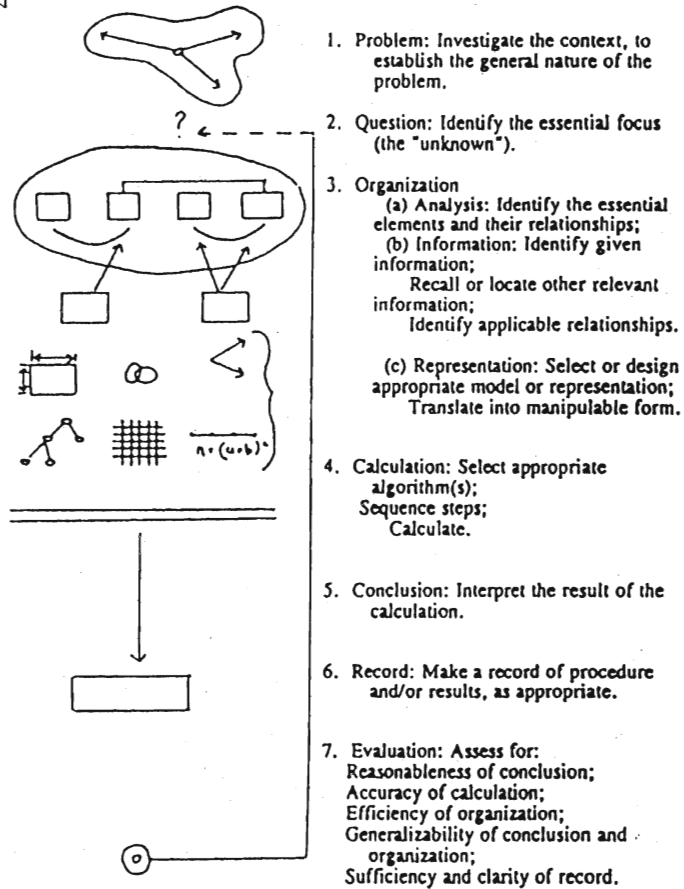 1. Problem: Investigate the context, to
establish the general nature of the
problem.
?
2. Question: Identify the essential focus
(the "unknown").
3. Organization
(a) Analysis: Identify the essential
elements and their relationships;
(b) Information: Identify given
information;
Recall or locate other relevant
information;
Identify applicable relationships.
(c) Representation: Select or design
appropriate model or representation;
Translate into manipulable form.
4. Calculation: Select appropriate
algorithm(s);
Sequence steps;
Calculate.
5. Conclusion: Interpret the result of the
calculation.
6. Record: Make a record of procedure
and/or results, as appropriate.
7. Evaluation: Assess for:
Reasonableness of conclusion;
Accuracy of calculation;
Efficiency of organization;
Generalizability of conclusion and
organization;
Sufficiency and clarity of record.